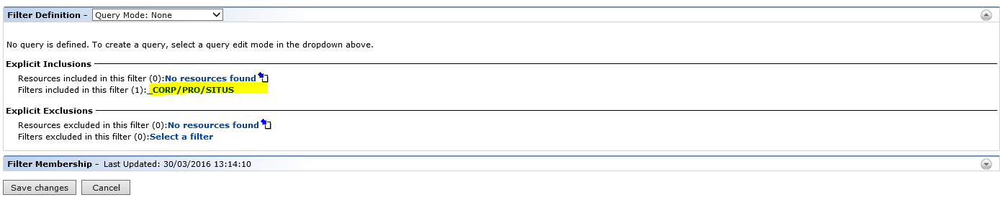 Filter Definition - Query Mode: None
No query is defined. To create a query, select a query edit mode in the dropdown above.
Explicit Inclusions
Resources included in this filter (0):No resources found
Filters included in this filter (1):_CORP/PRO/SITUS
Explicit Exclusions
Resources excluded in this filter (0):No resources found
Filters excluded in this filter (0):Select a filter
Filter Membership - Last Updated: 30/03/2016 13:14:10
Save changes Cancel